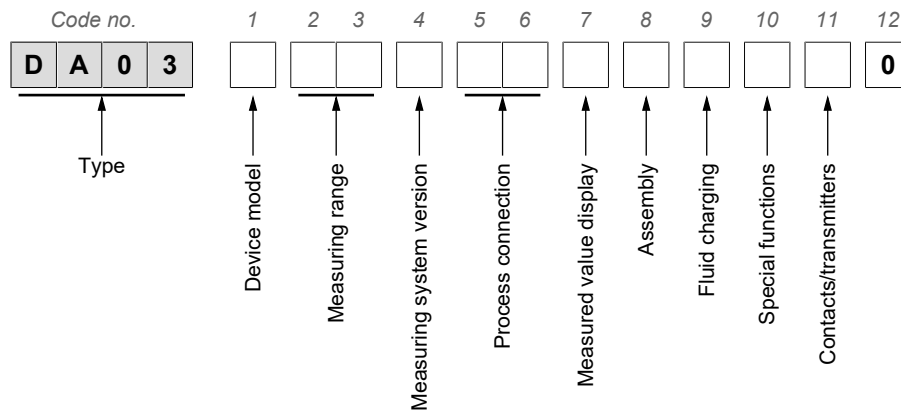 Code no. 1 2 3 4 5 6 7 8 9 10 11 12
D A 0 3 0
Type
Device model
Measuring range
Measuring system version
Process connection
Measured value display
Assembly
Fluid charging
Special functions
Contacts/transmitters